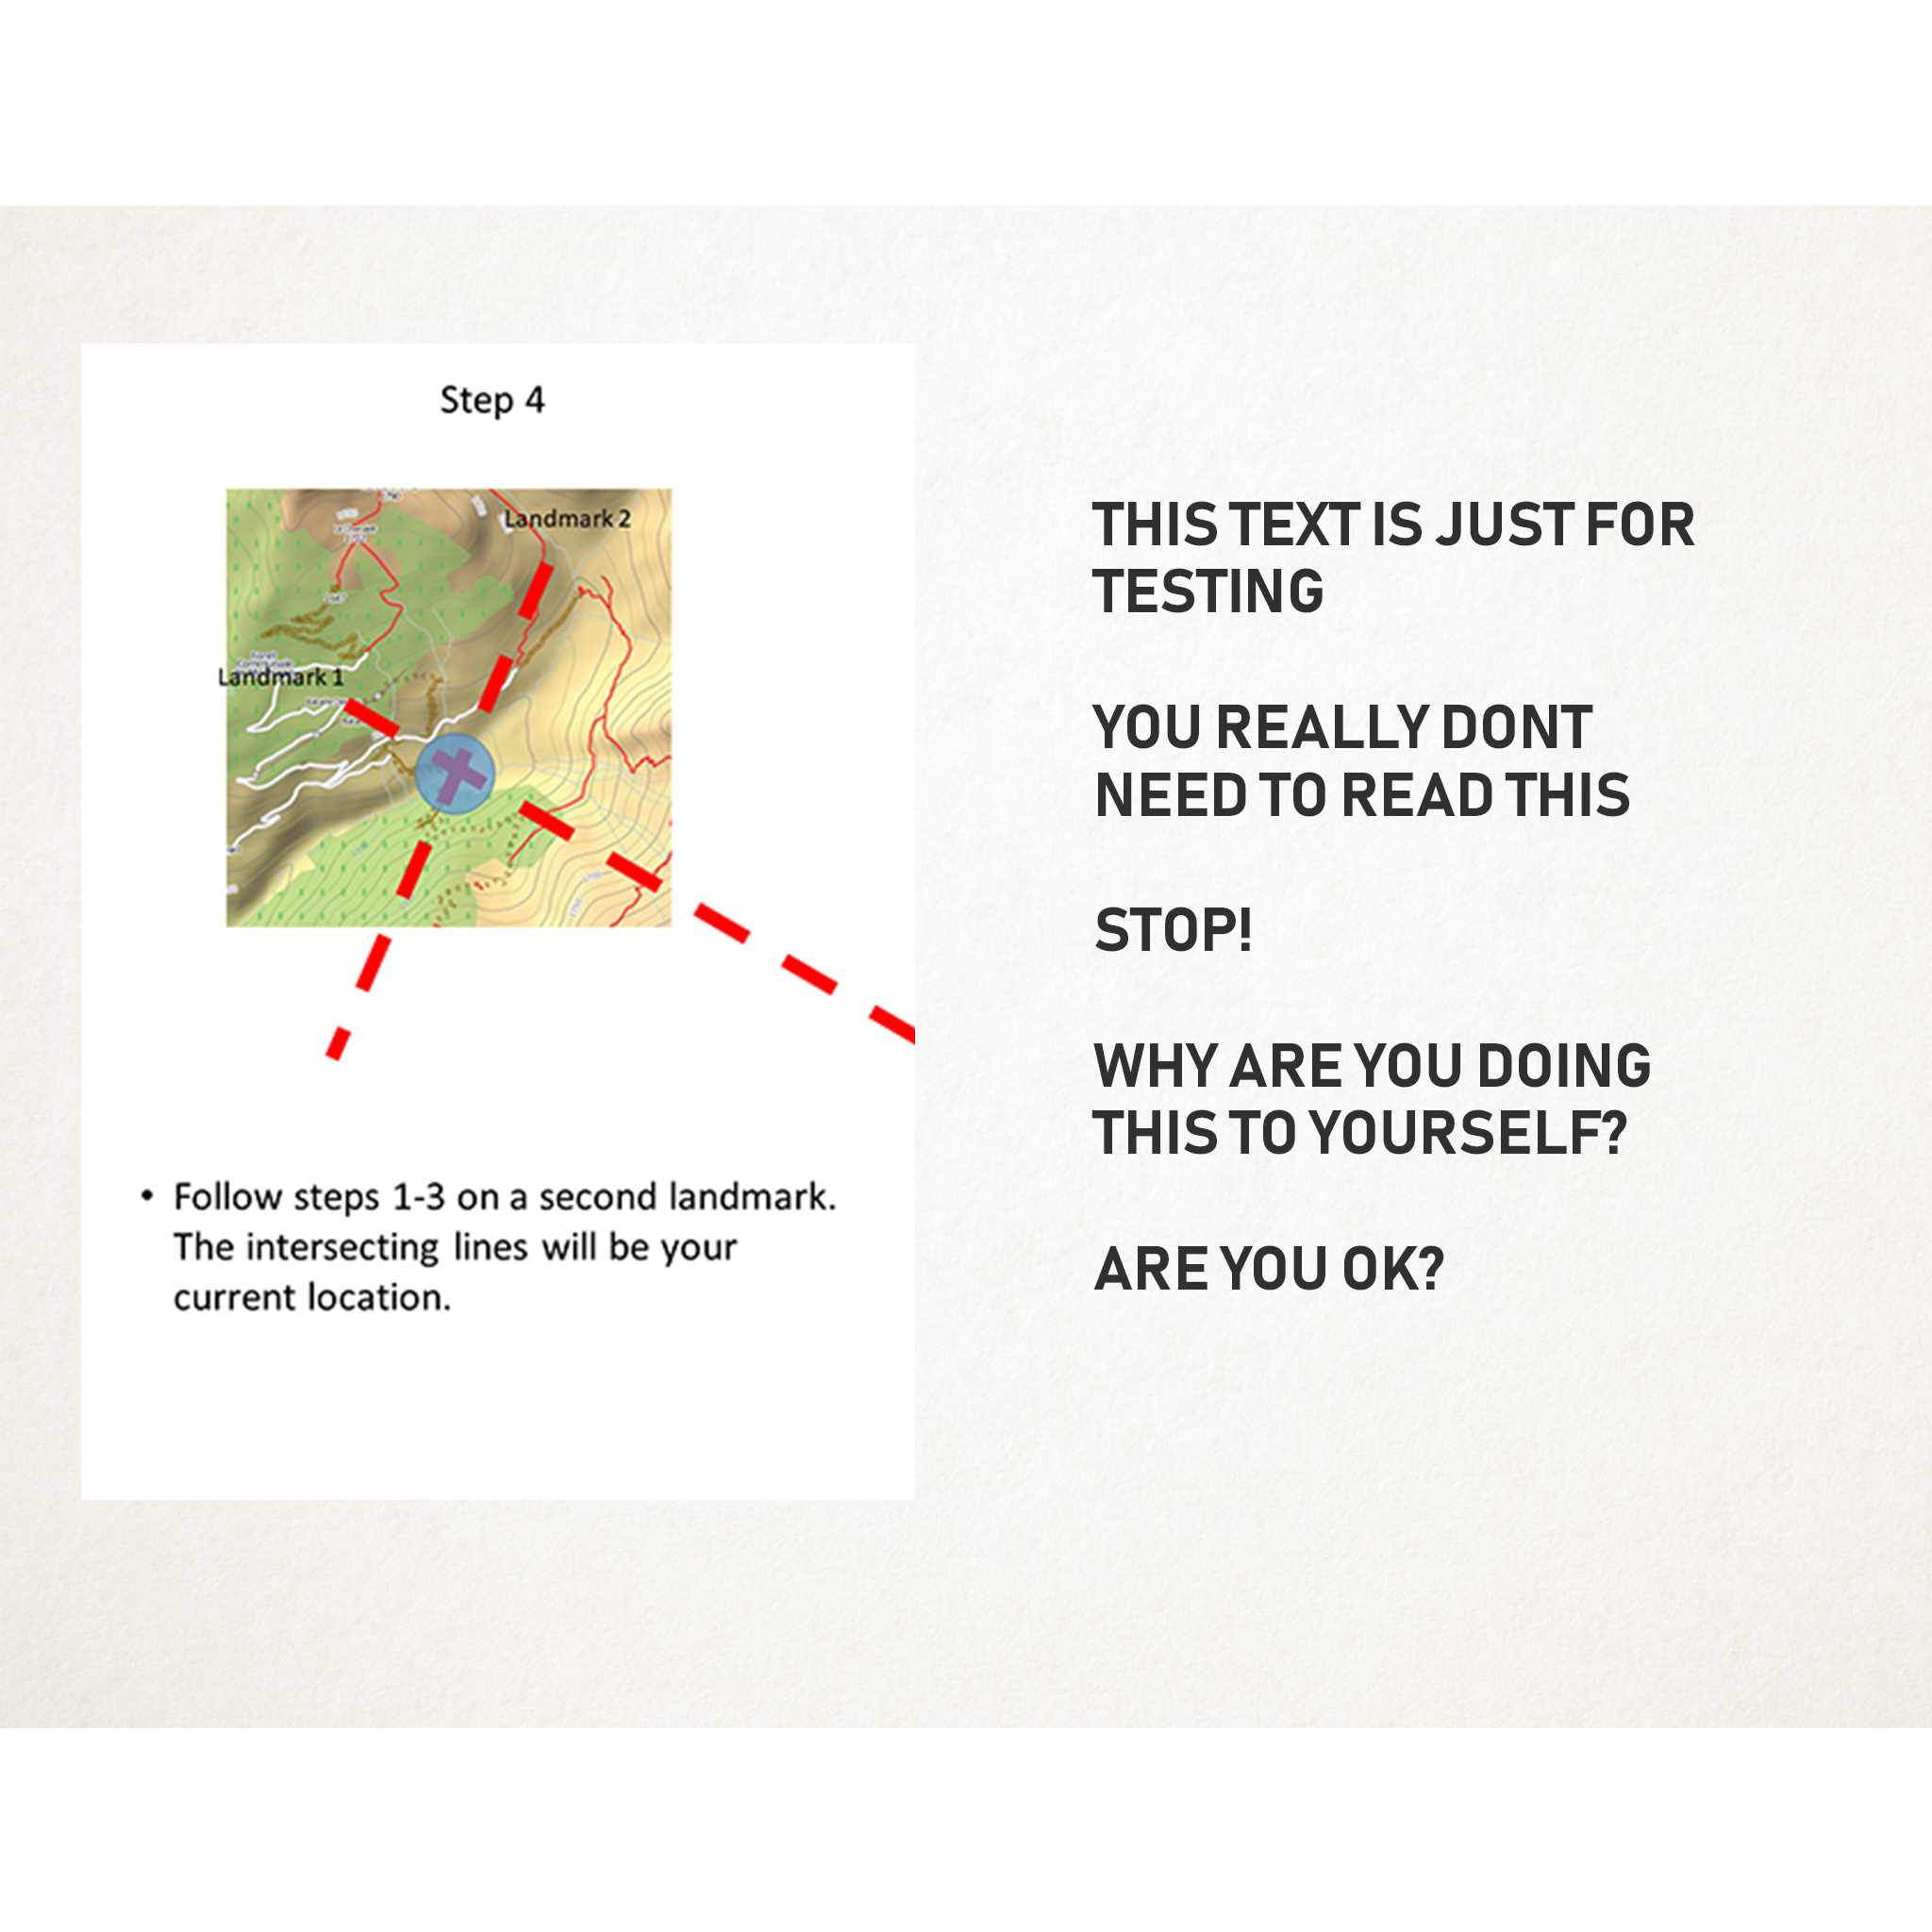 Step 4
Landmark 2
Landmark 1
• Follow steps 1-3 on a second landmark.
The intersecting lines will be your
current location.
THIS TEXT IS JUST FOR
TESTING
YOU REALLY DONT
NEED TO READ THIS
STOP!
WHY ARE YOU DOING
THIS TO YOURSELF?
ARE YOU OK?